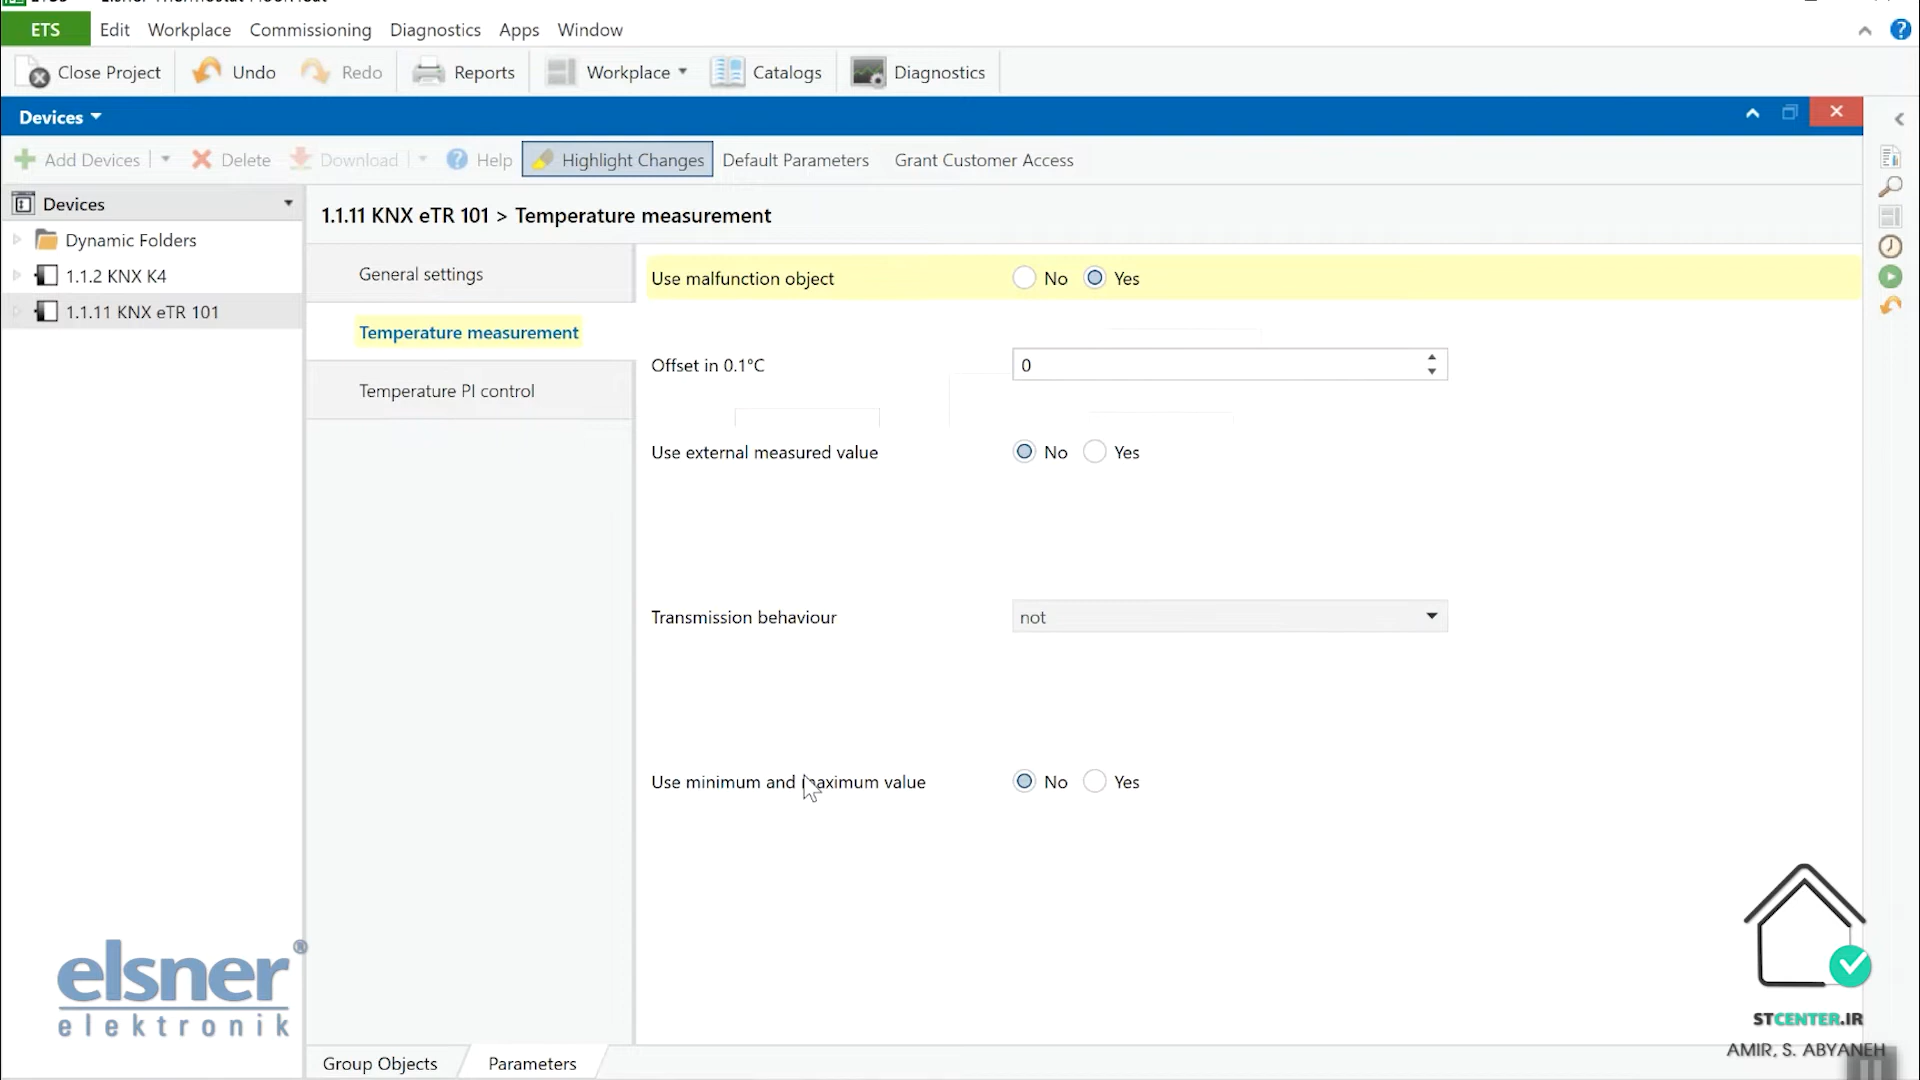 ETS Edit Workplace Commissioning Diagnostics Apps Window
Close Project Undo Redo Reports Workplace Catalogs Diagnostics
Devices
Add Devices Delete Download Help Highlight Changes Default Parameters Grant Customer Access
Devices
Dynamic Folders
1.1.2 KNX K4
1.1.11 KNX eTR 101
1.1.11 KNX eTR 101 > Temperature measurement
General settings
Temperature measurement
Temperature PI control
Use malfunction object No Yes
Offset in 0.1°C 0
Use external measured value No Yes
Transmission behaviour not
Use minimum and maximum value No Yes
elsner®
elektronik
STCENTER.IR
AMIR, S. ABYANEH
Group Objects Parameters